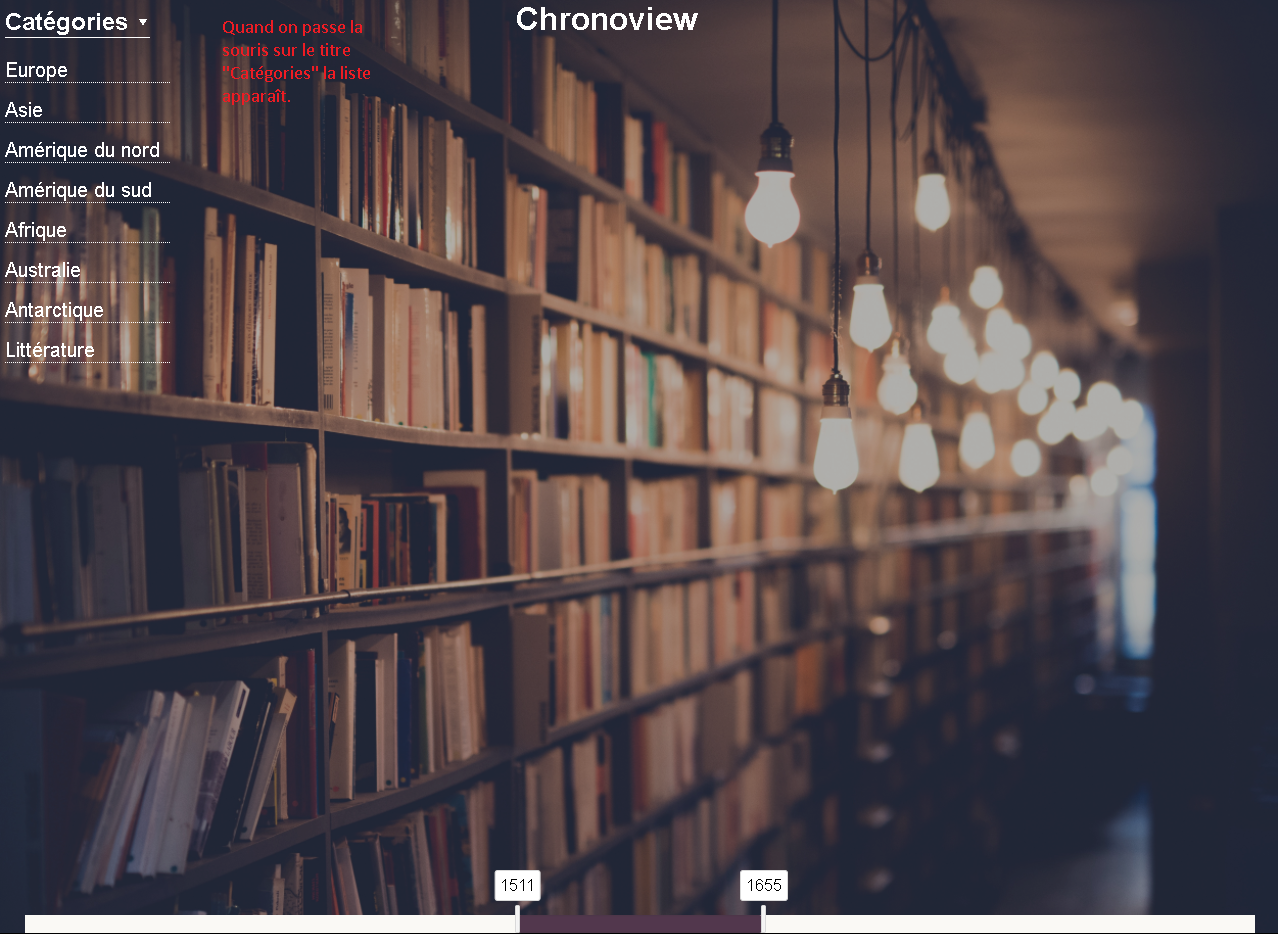 Catégories
Chronoview
Quand on passe la
souris sur le titre
"Catégories" la liste
apparaît.
Europe
Asie
Amérique du nord
Amérique du sud
Afrique
Australie
Antarctique
Littérature
1511
1655